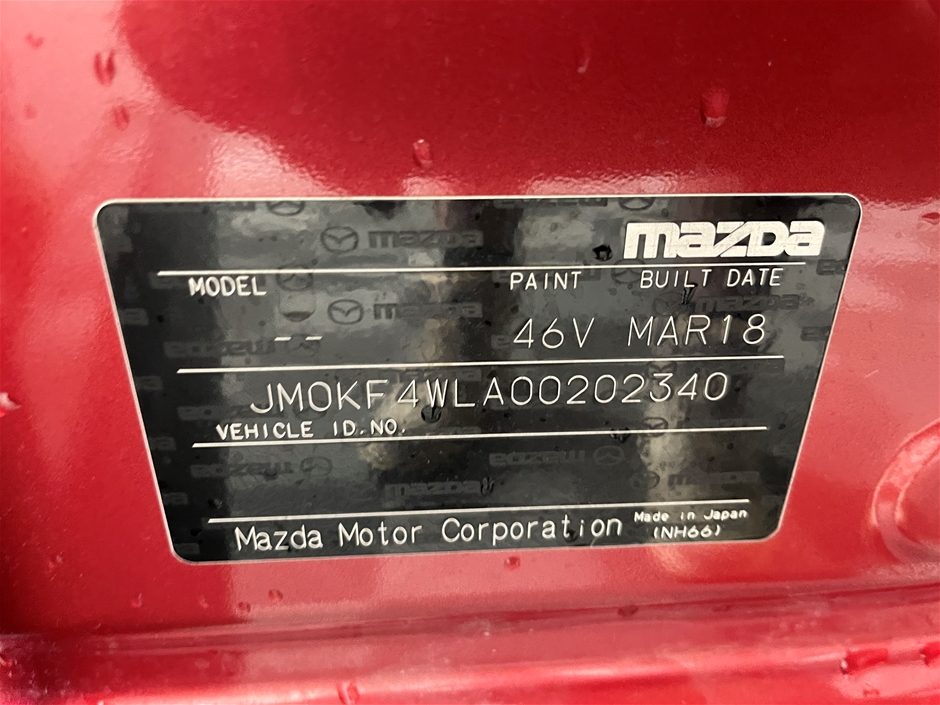 mazda
MODEL PAINT BUILT DATE
-- 46V MAR18
JM0KF4WLA00202340
VEHICLE ID.NO.
Mazda Motor Corporation Made in Japan
(NH66)